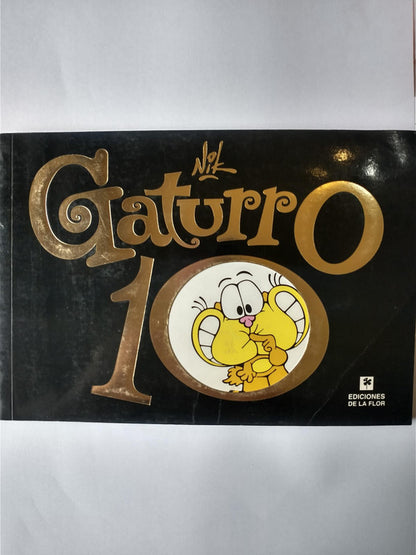 Nik
Gaturro
10
EDICIONES
DE LA FLOR